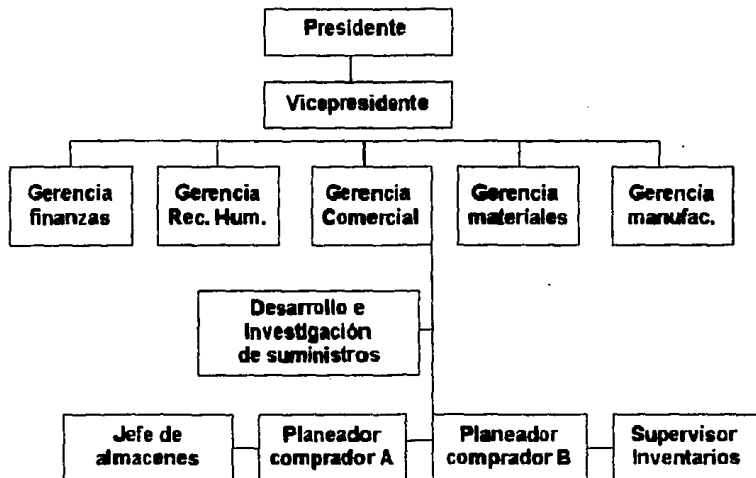 Presidente
Vicepresidente
Gerencia
finanzas
Gerencia
Rec. Hum.
Gerencia
Comercial
Gerencia
materiales
Gerencia
manufac.
Desarrollo e
Investigación
de suministros
Jefe de
almacenes
Planeador
comprador A
Planeador
comprador B
Supervisor
Inventarios